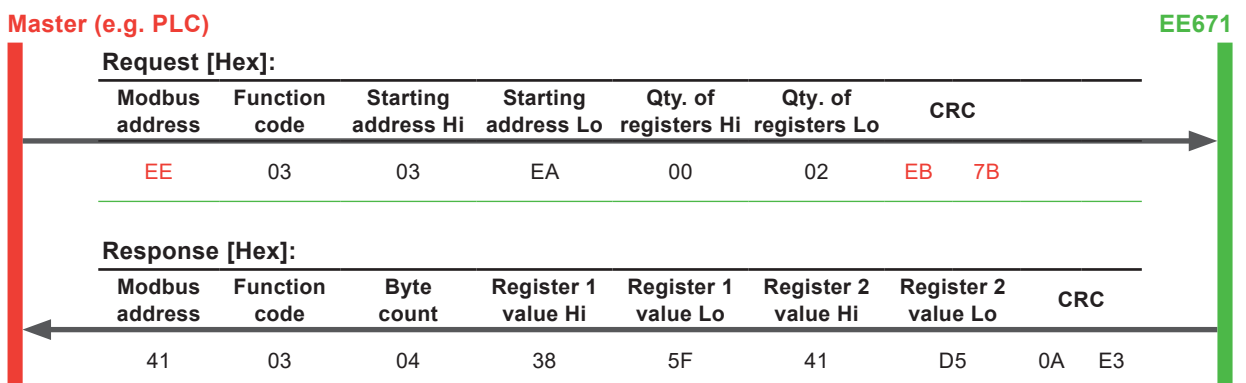 Master (e.g. PLC) EE671
Request [Hex]:
Modbus address Function code Starting address Hi Starting address Lo Qty. of registers Hi Qty. of registers Lo CRC
EE 03 03 EA 00 02 EB 7B
Response [Hex]:
Modbus address Function code Byte count Register 1 value Hi Register 1 value Lo Register 2 value Hi Register 2 value Lo CRC
41 03 04 38 5F 41 D5 0A E3